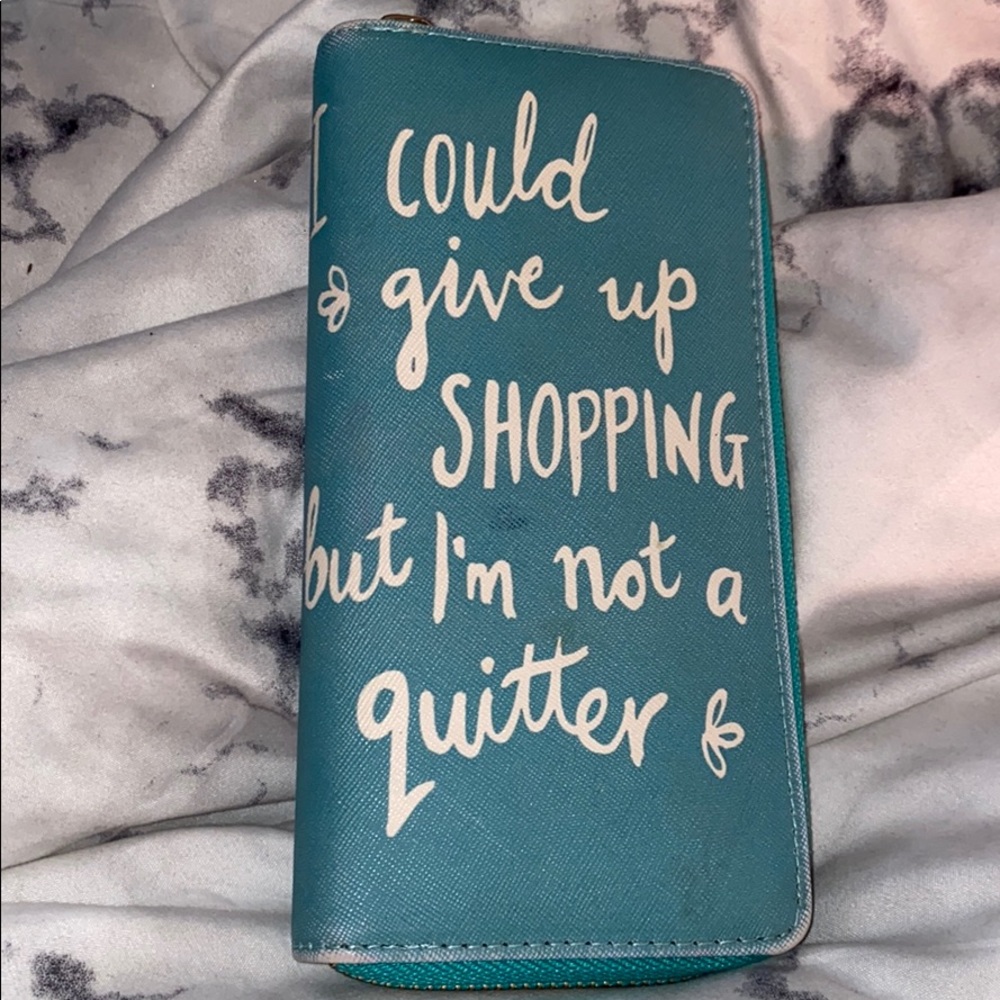 I could
give up
SHOPPING
but I'm not a
quitter